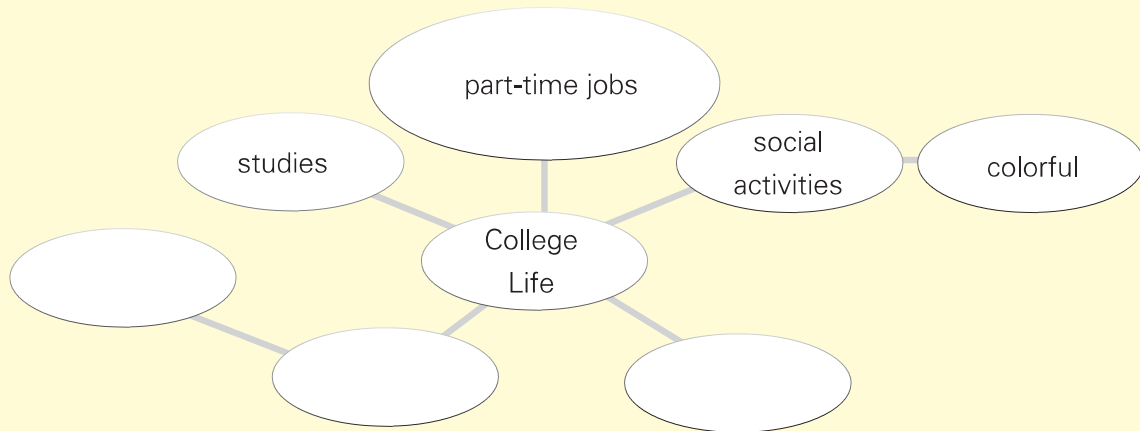 part-time jobs
studies
social
activities
colorful
College
Life